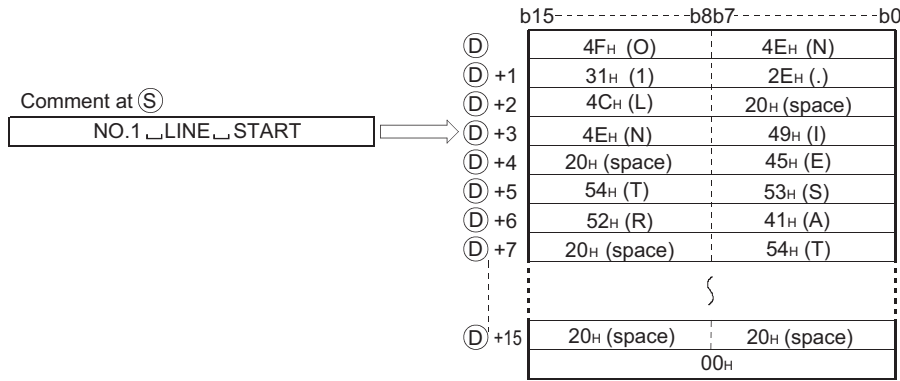 b15 b8b7 b0
Ⓓ 4FH (O) 4EH (N)
Ⓓ +1 31H (1) 2EH (.)
Comment at Ⓢ
Ⓓ +2 4CH (L) 20H (space)
NO.1␣LINE␣START
Ⓓ +3 4EH (N) 49H (I)
Ⓓ +4 20H (space) 45H (E)
Ⓓ +5 54H (T) 53H (S)
Ⓓ +6 52H (R) 41H (A)
Ⓓ +7 20H (space) 54H (T)
Ⓓ +15 20H (space) 20H (space)
00H